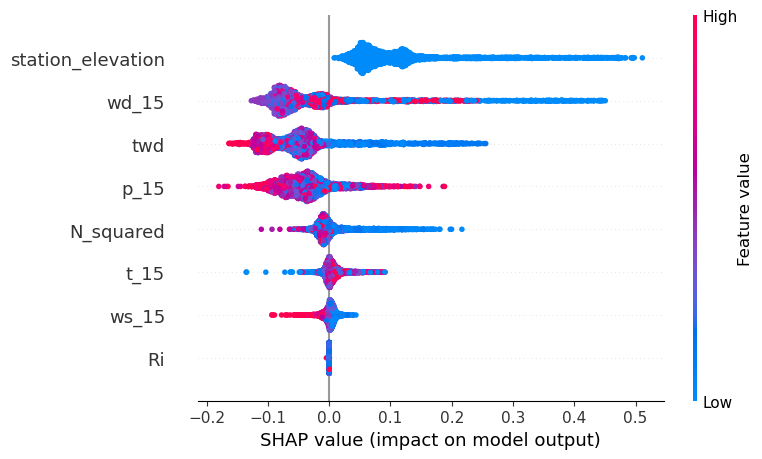 High
station_elevation
wd_15
twd
p_15
N_squared
t_15
ws_15
Ri
Feature value
Low
−0.2 −0.1 0.0 0.1 0.2 0.3 0.4 0.5
SHAP value (impact on model output)